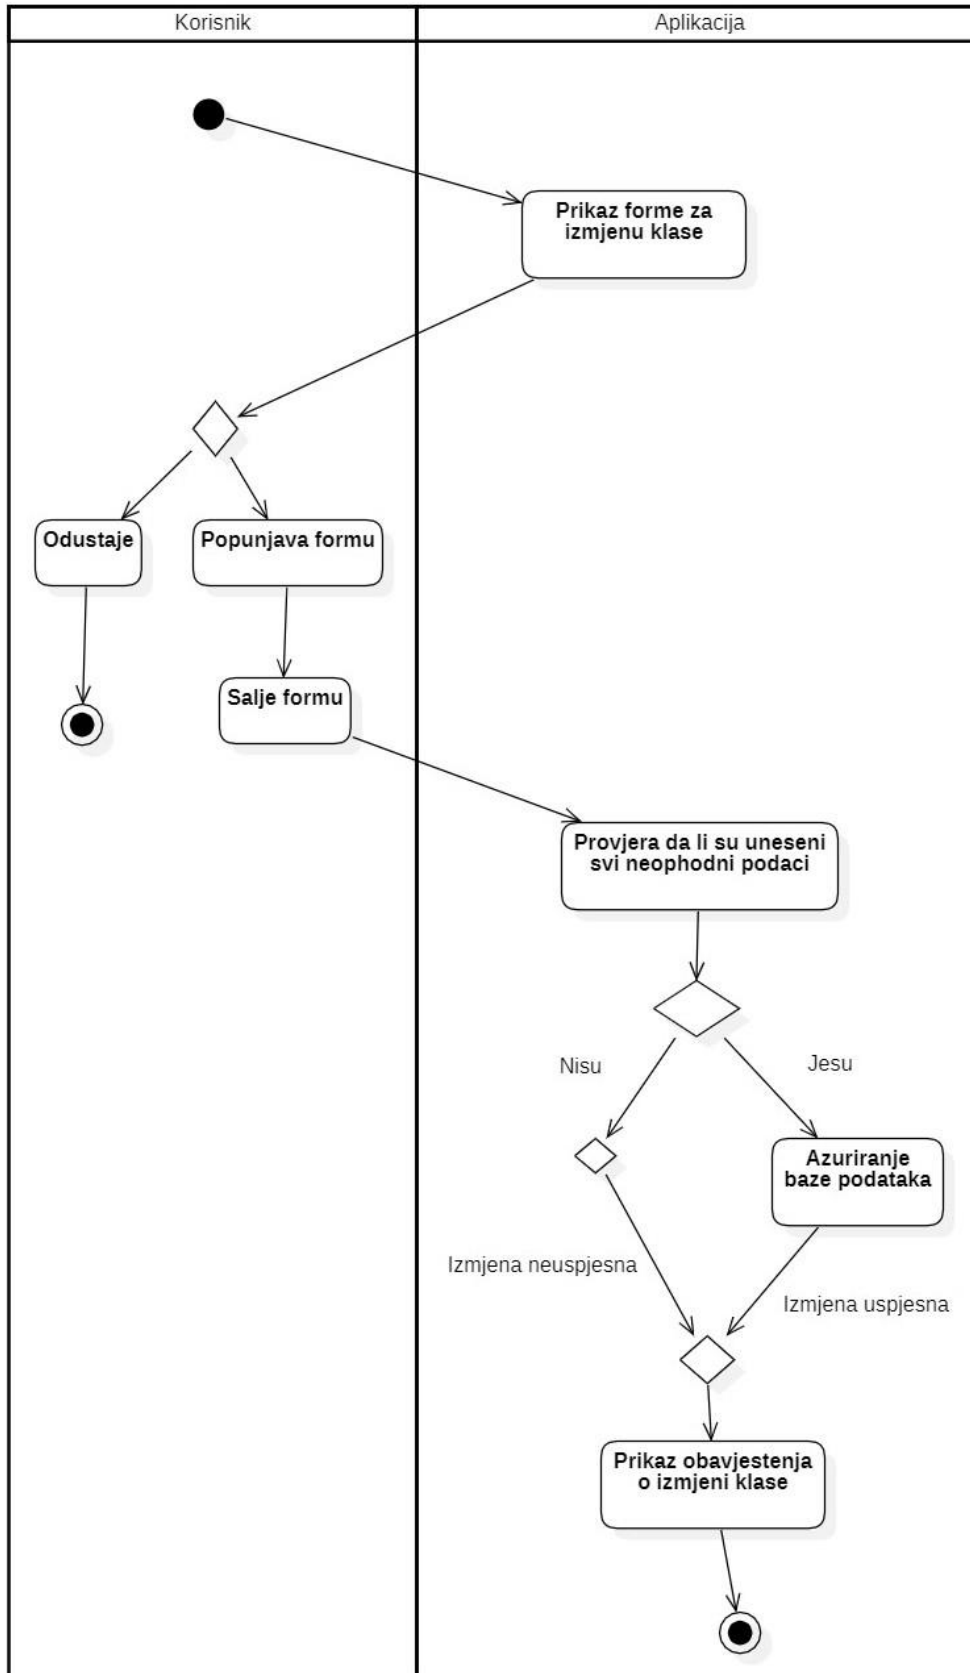 Korisnik
Aplikacija
Prikaz forme za
izmjenu klase
Odustaje
Popunjava formu
Salje formu
Provjera da li su uneseni
svi neophodni podaci
Nisu
Jesu
Azuriranje
baze podataka
Izmjena neuspjesna
Izmjena uspjesna
Prikaz obavjestenja
o izmjeni klase